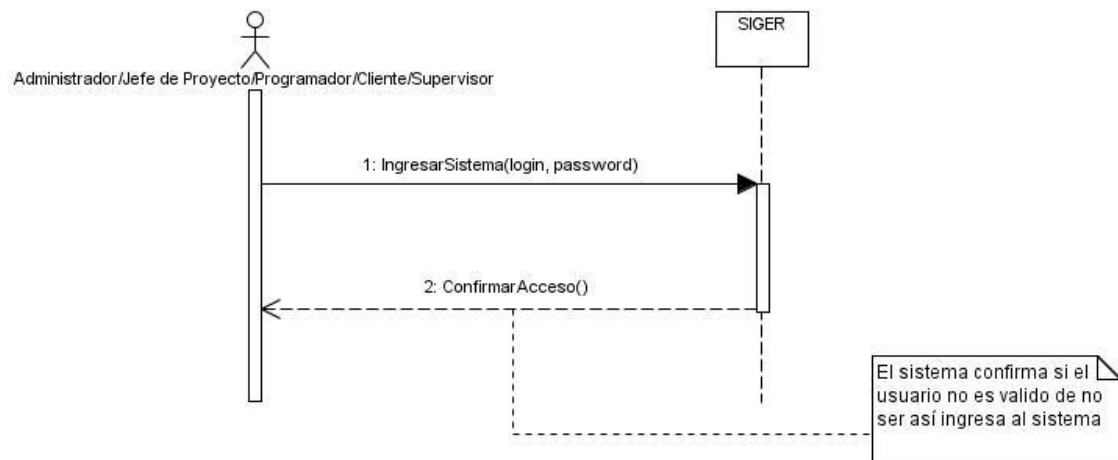 SIGER
Administrador/Jefe de Proyecto/Programador/Cliente/Supervisor
1: IngresarSistema(login, password)
2: ConfirmarAcceso()
El sistema confirma si el
usuario no es valido de no
ser así ingresa al sistema